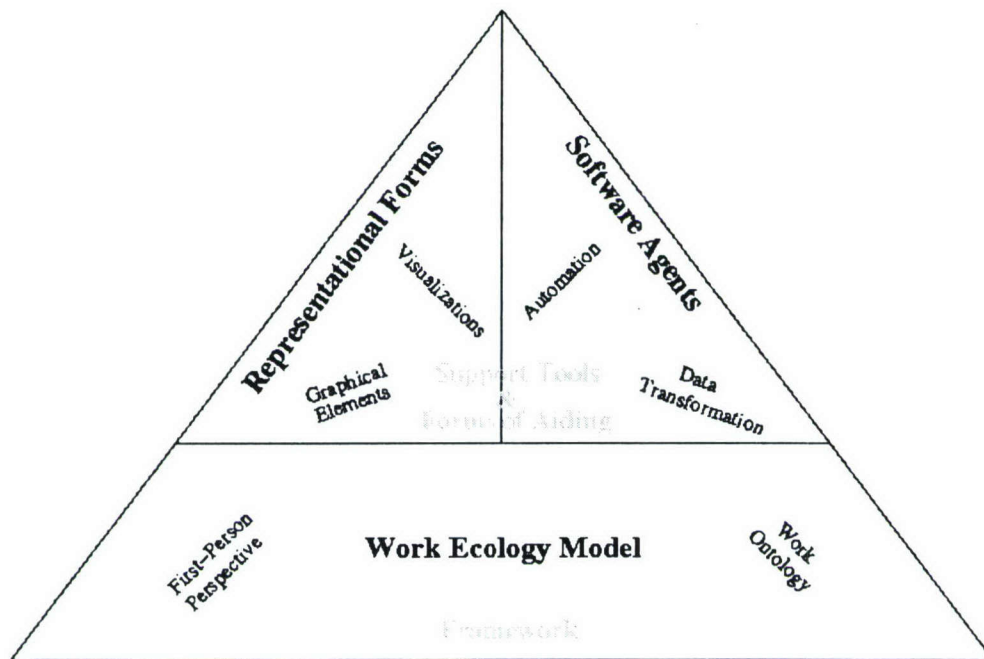 Representational Forms
Software Agents
Visualizations
Automation
Graphical
Elements
Support Tools
&
Forms of Aiding
Data
Transformation
First-Person
Perspective
Work Ecology Model
Work
Ontology
Framework